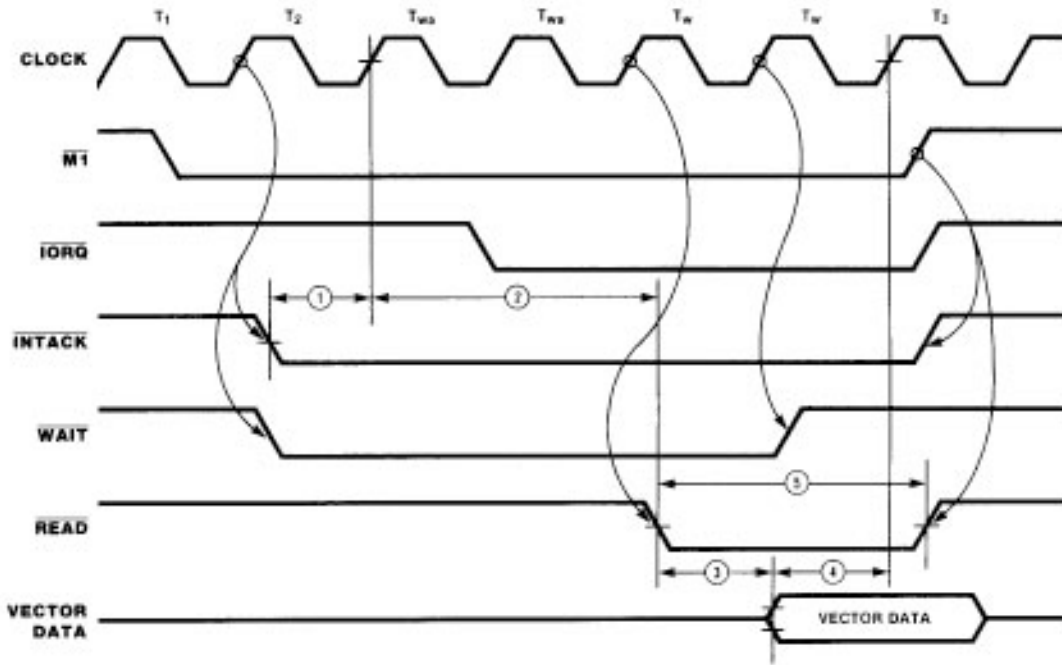 T1 T2 Twa Twa Tw Tw T3
CLOCK
M1
IORQ
1 2
INTACK
WAIT
5
READ
3 4
VECTOR DATA
VECTOR DATA